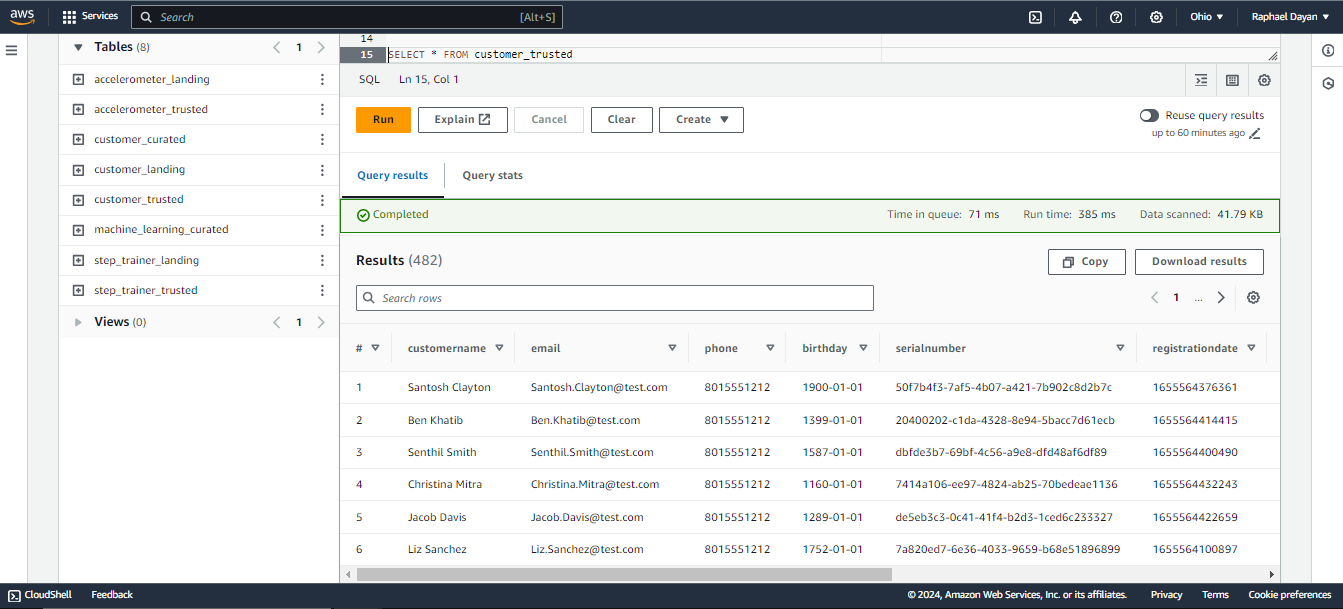 aws Services Search [Alt+S] Ohio Raphael Dayan
Tables (8) 1
accelerometer_landing
accelerometer_trusted
customer_curated
customer_landing
customer_trusted
machine_learning_curated
step_trainer_landing
step_trainer_trusted
Views (0) 1
14
15 SELECT * FROM customer_trusted
SQL Ln 15, Col 1
Run Explain Cancel Clear Create
Reuse query results
up to 60 minutes ago
Query results Query stats
Completed Time in queue: 71 ms Run time: 385 ms Data scanned: 41.79 KB
Results (482) Copy Download results
Search rows 1 ...
# customername email phone birthday serialnumber registrationdate
1 Santosh Clayton Santosh.Clayton@test.com 8015551212 1900-01-01 50f7b4f3-7af5-4b07-a421-7b902c8d2b7c 1655564376361
2 Ben Khatib Ben.Khatib@test.com 8015551212 1399-01-01 20400202-c1da-4328-8e94-5bacc7d61ecb 1655564414415
3 Senthil Smith Senthil.Smith@test.com 8015551212 1587-01-01 dbfde3b7-69bf-4c56-a9e8-dfd48af6df89 1655564400490
4 Christina Mitra Christina.Mitra@test.com 8015551212 1160-01-01 7414a106-ee97-4824-ab25-70bedeae1136 1655564432243
5 Jacob Davis Jacob.Davis@test.com 8015551212 1289-01-01 de5eb3c3-0c41-41f4-b2d3-1ced6c233327 1655564422659
6 Liz Sanchez Liz.Sanchez@test.com 8015551212 1752-01-01 7a820ed7-6e36-4033-9659-b68e51896899 1655564100897
CloudShell Feedback © 2024, Amazon Web Services, Inc. or its affiliates. Privacy Terms Cookie preferences